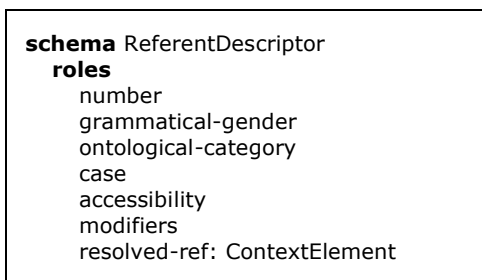 schema ReferentDescriptor
roles
number
grammatical-gender
ontological-category
case
accessibility
modifiers
resolved-ref: ContextElement